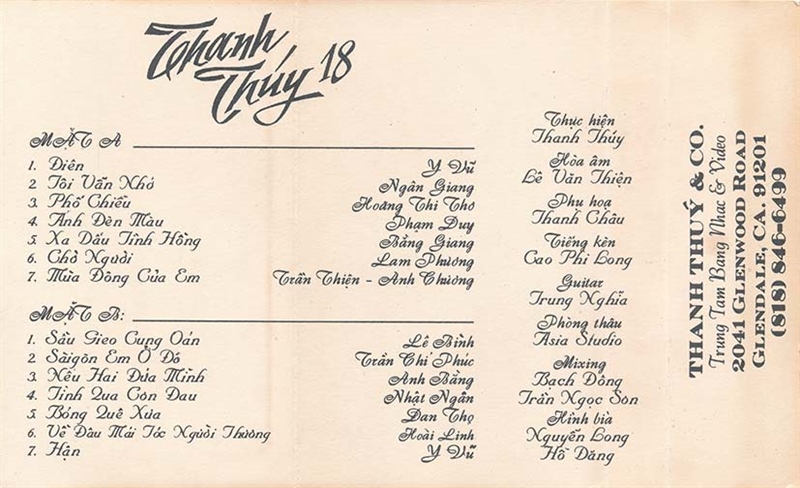 Thanh
Thúy 18
MẶT A
1. Điên Y Vũ
2 Tôi Vẫn Nhớ Ngân Giang
3. Phố Chiều Hoàng Thi Thơ
4. Ánh Đèn Màu Phạm Duy
5. Xa Dấu Tình Hồng Bằng Giang
6. Chờ Người Lam Phương
7. Mùa Đông Của Em Trần Thiện - Anh Chương
MẶT B:
1. Sầu Gieo Cung Oán Lê Bình
2. Sàigòn Em Ở Đó Trần Chí Phúc
3. Nếu Hai Đứa Mình Anh Bằng
4. Tình Qua Cơn Đau Nhật Ngân
5. Bóng Quê Xưa Đan Thọ
6. Về Đâu Mái Tóc Người Thương Hoài Linh
7. Hận Y Vũ
Thực hiện
Thanh Thúy
Hòa âm
Lê Văn Thiện
Phụ họa
Thanh Châu
Tiếng kèn
Cao Phi Long
Guitar
Trung Nghĩa
Phòng thâu
Asia Studio
Mixing
Bạch Đông
Trần Ngọc Sơn
Hình bìa
Nguyễn Long
Hồ Đăng
THANH THUÝ & CO.
Trung Tam Bang Nhac & Video
2041 GLENWOOD ROAD
GLENDALE, CA. 91201
(818) 846-6499